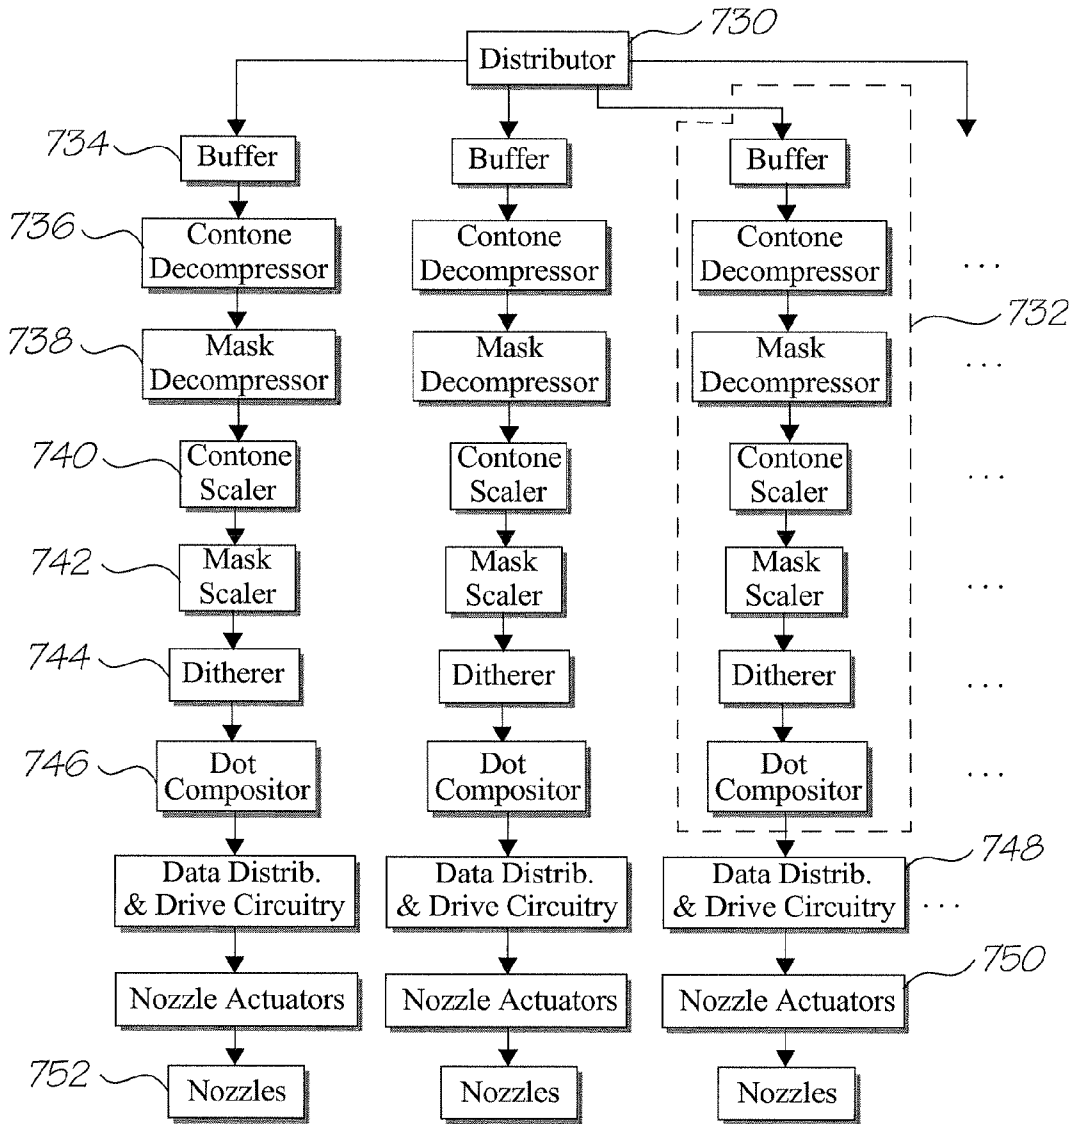 730
Distributor
734
Buffer
Buffer
Buffer
736
Contone
Decompressor
Contone
Decompressor
Contone
Decompressor
...
732
738
Mask
Decompressor
Mask
Decompressor
Mask
Decompressor
...
740
Contone
Scaler
Contone
Scaler
Contone
Scaler
...
742
Mask
Scaler
Mask
Scaler
Mask
Scaler
...
744
Ditherer
Ditherer
Ditherer
...
746
Dot
Compositor
Dot
Compositor
Dot
Compositor
...
748
Data Distrib.
& Drive Circuitry
Data Distrib.
& Drive Circuitry
Data Distrib.
& Drive Circuitry
...
750
Nozzle Actuators
Nozzle Actuators
Nozzle Actuators
752
Nozzles
Nozzles
Nozzles